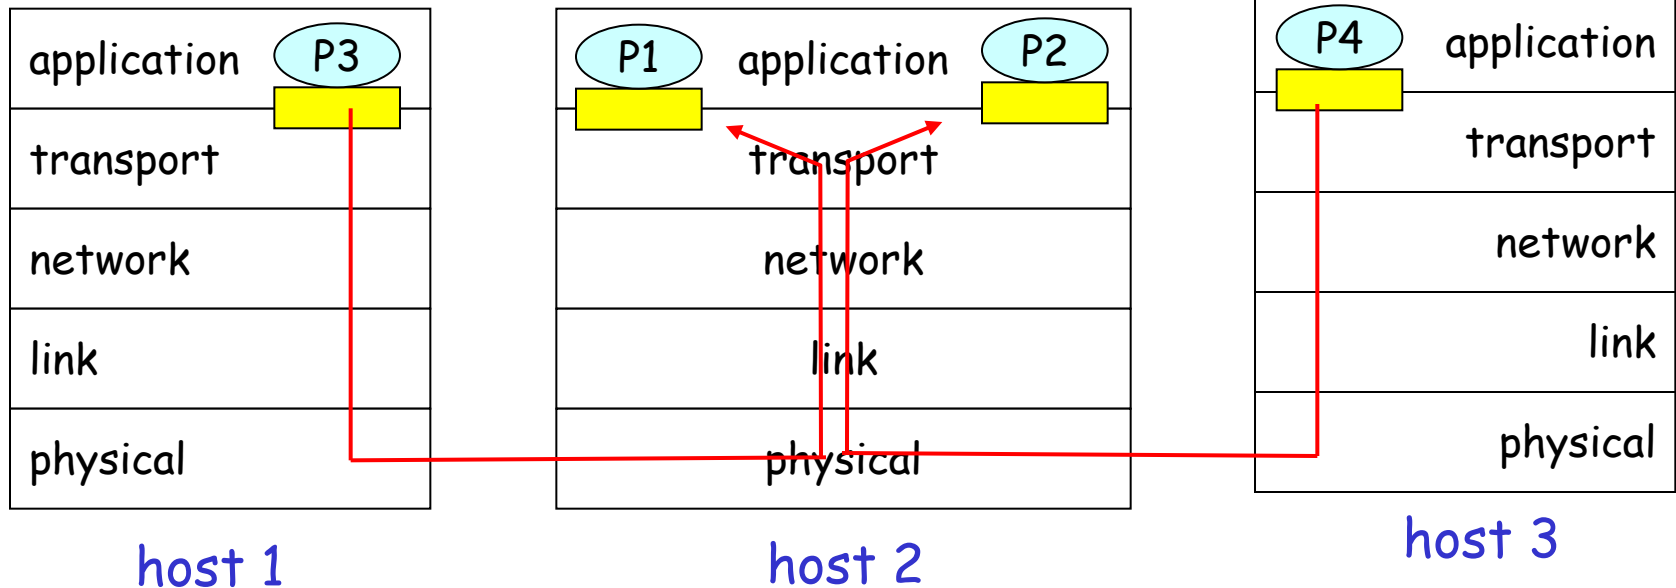 application P3
transport
network
link
physical
host 1
P1 application P2
transport
network
link
physical
host 2
P4 application
transport
network
link
physical
host 3